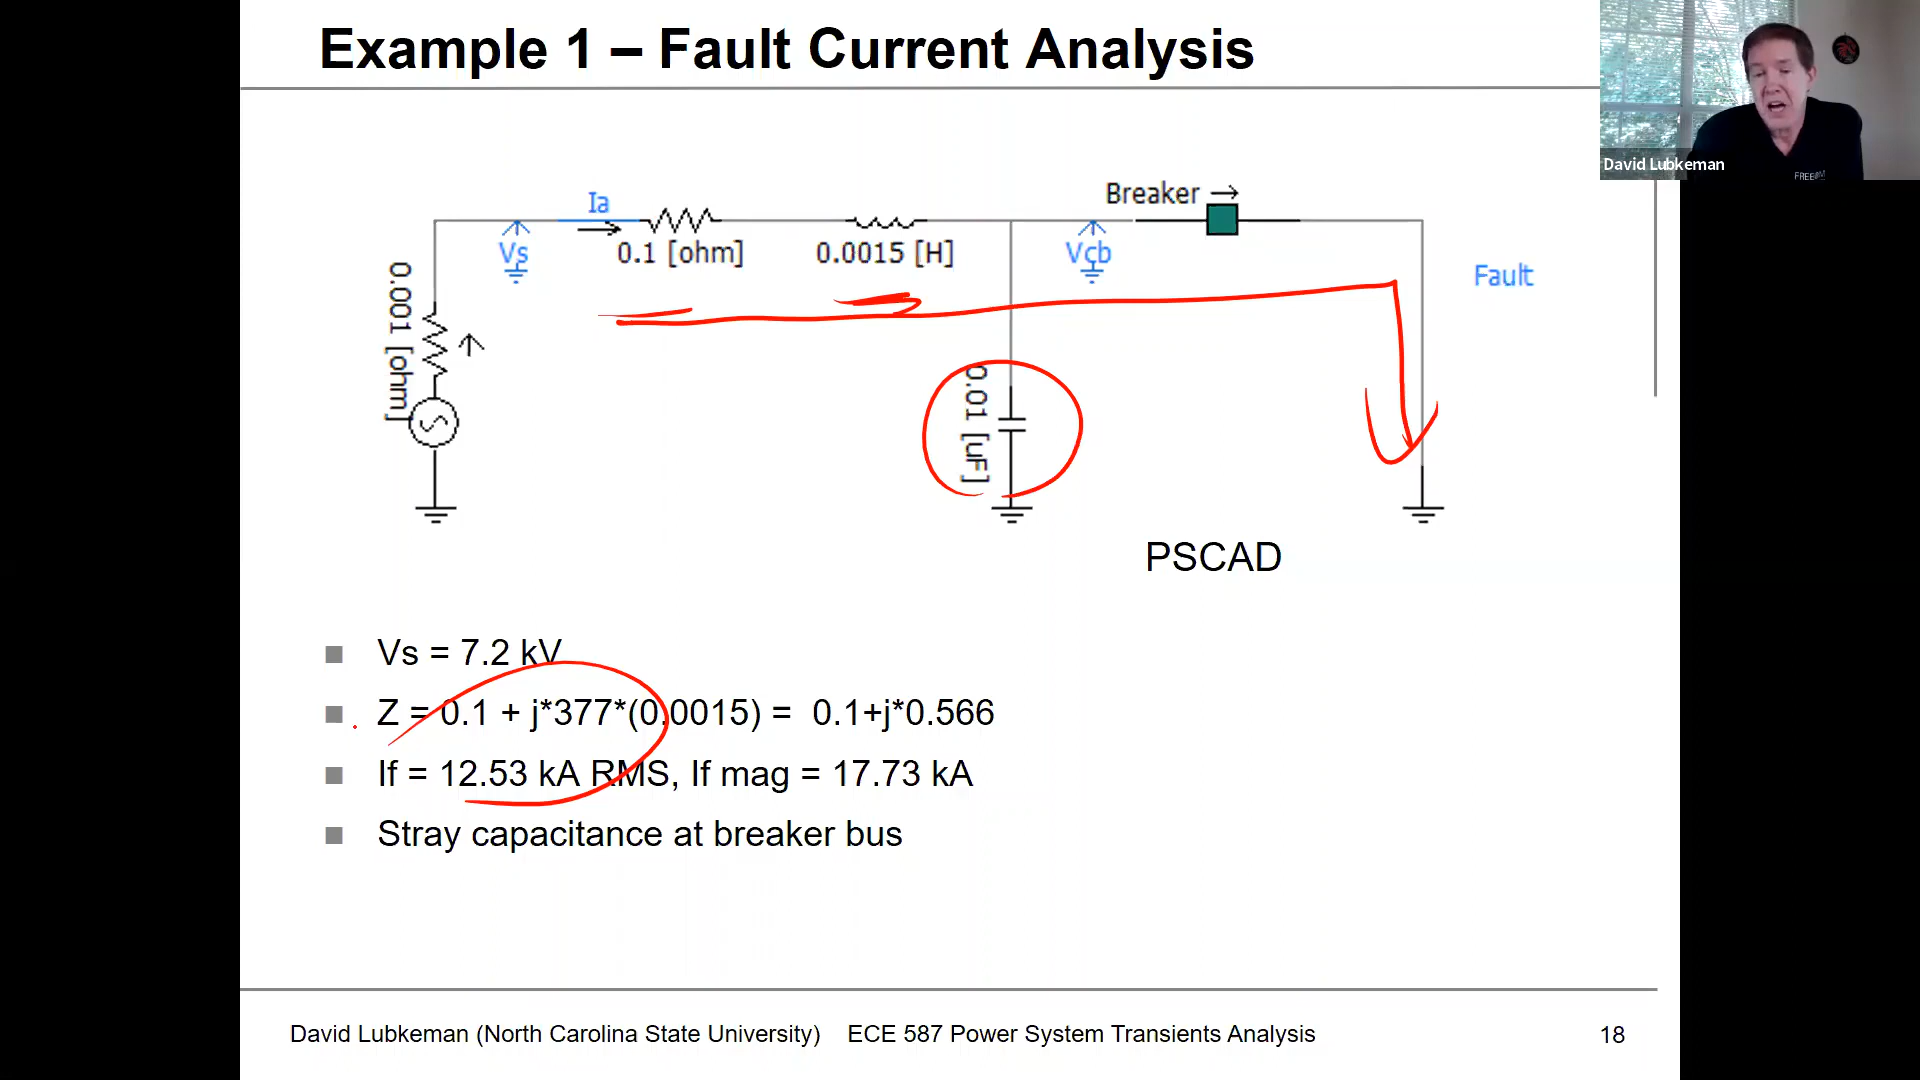 Example 1 – Fault Current Analysis
David Lubkeman
FREEDM
Breaker
Ia
Vs
0.1 [ohm]
0.0015 [H]
Vcb
Fault
0.001 [ohm]
0.01 [uF]
PSCAD
Vs = 7.2 kV
Z = 0.1 + j*377*(0.0015) = 0.1+j*0.566
If = 12.53 kA RMS, If mag = 17.73 kA
Stray capacitance at breaker bus
David Lubkeman (North Carolina State University) ECE 587 Power System Transients Analysis 18